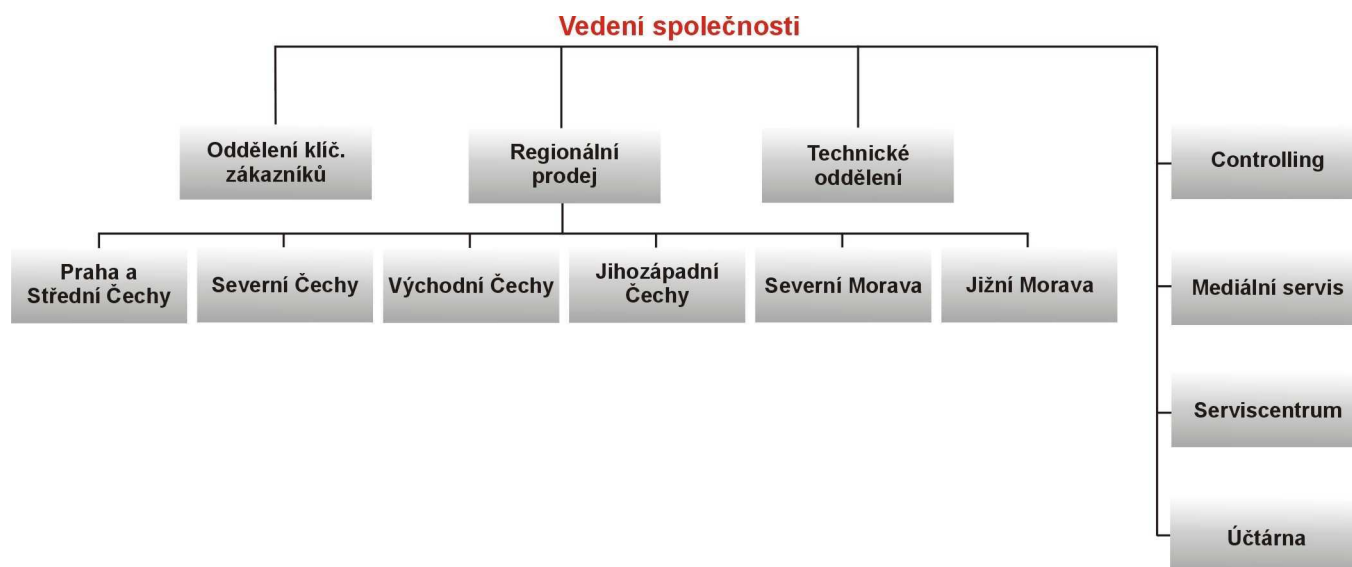 Vedení společnosti
Oddělení klíč.
zákazníků
Regionální
prodej
Technické
oddělení
Controlling
Praha a
Střední Čechy
Severní Čechy
Východní Čechy
Jihozápadní
Čechy
Severní Morava
Jižní Morava
Mediální servis
Serviscentrum
Účtárna